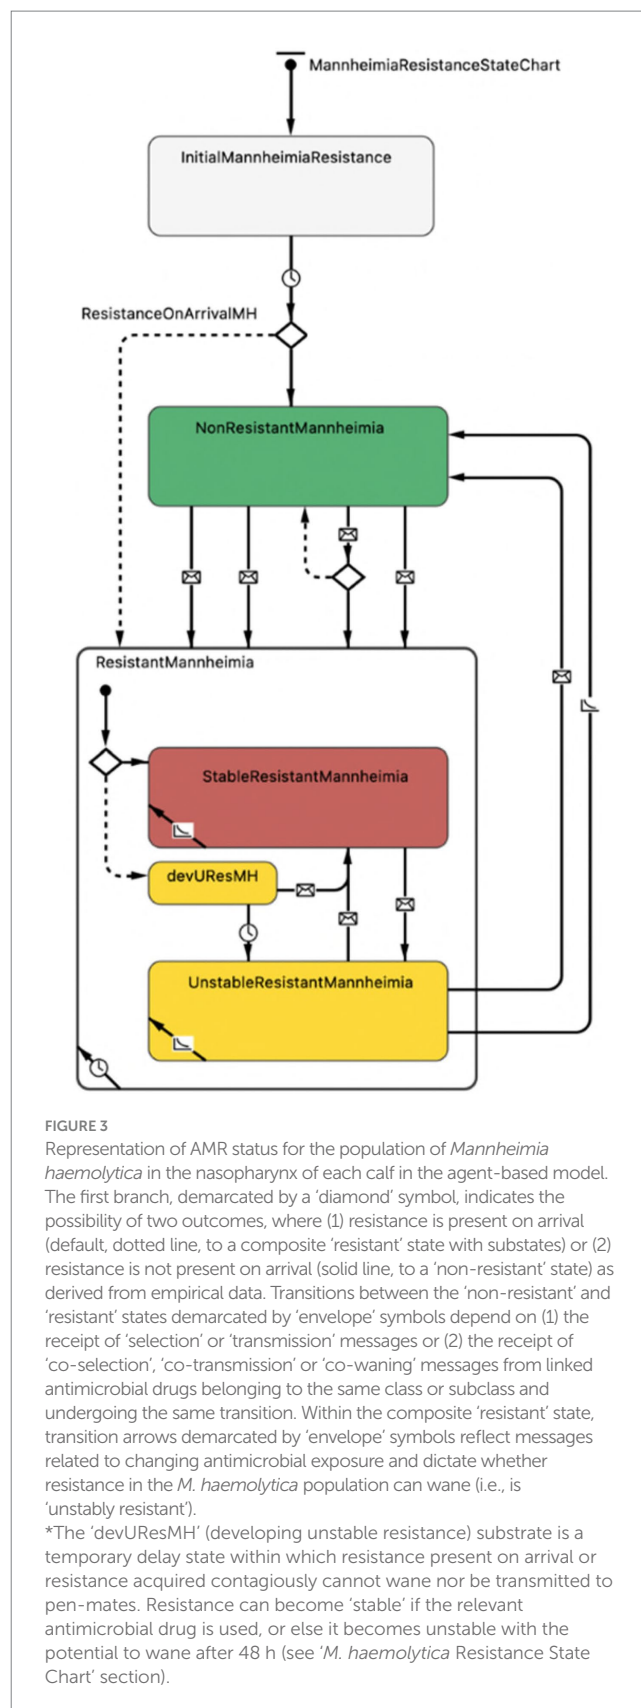 MannheimiaResistanceStateChart
InitialMannheimiaResistance
ResistanceOnArrivalMH
NonResistantMannheimia
ResistantMannheimia
StableResistantMannheimia
devUResMH
UnstableResistantMannheimia
FIGURE 3
Representation of AMR status for the population of Mannheimia
haemolytica in the nasopharynx of each calf in the agent-based model.
The first branch, demarcated by a ‘diamond’ symbol, indicates the
possibility of two outcomes, where (1) resistance is present on arrival
(default, dotted line, to a composite ‘resistant’ state with substates) or (2)
resistance is not present on arrival (solid line, to a ‘non-resistant’ state) as
derived from empirical data. Transitions between the ‘non-resistant’ and
‘resistant’ states demarcated by ‘envelope’ symbols depend on (1) the
receipt of ‘selection’ or ‘transmission’ messages or (2) the receipt of
‘co-selection’, ‘co-transmission’ or ‘co-waning’ messages from linked
antimicrobial drugs belonging to the same class or subclass and
undergoing the same transition. Within the composite ‘resistant’ state,
transition arrows demarcated by ‘envelope’ symbols reflect messages
related to changing antimicrobial exposure and dictate whether
resistance in the M. haemolytica population can wane (i.e., is
‘unstably resistant’).
*The ‘devUResMH’ (developing unstable resistance) substrate is a
temporary delay state within which resistance present on arrival or
resistance acquired contagiously cannot wane nor be transmitted to
pen-mates. Resistance can become ‘stable’ if the relevant
antimicrobial drug is used, or else it becomes unstable with the
potential to wane after 48 h (see ‘M. haemolytica Resistance State
Chart’ section).